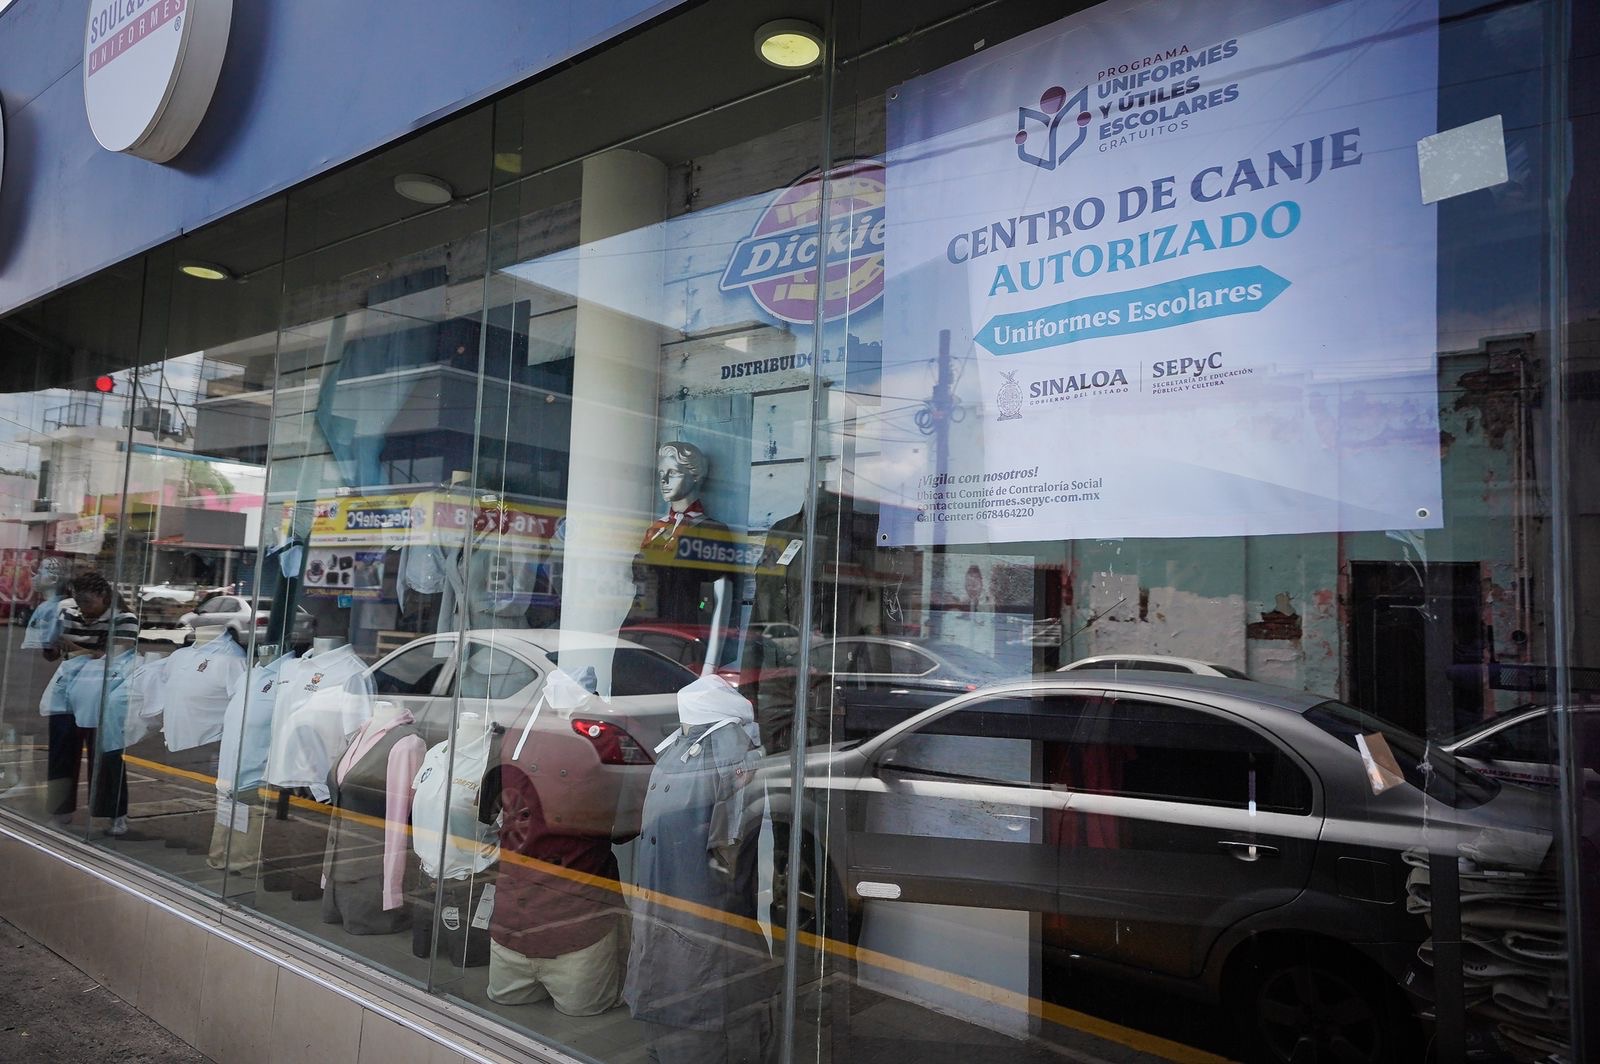 SOUL&
UNIFORMES
®
PROGRAMA
UNIFORMES
Y ÚTILES
ESCOLARES
GRATUITOS
CENTRO DE CANJE
AUTORIZADO
Uniformes Escolares
SINALOA
GOBIERNO DEL ESTADO
SEPyC
SECRETARÍA DE EDUCACIÓN
PÚBLICA Y CULTURA
¡Vigila con nosotros!
Ubica tu Comité de Contraloría Social
contactouniformes.sepyc.com.mx
Call Center: 6678464220
Dickie
DISTRIBUIDOR A
RescatePC
716-
RescatePC